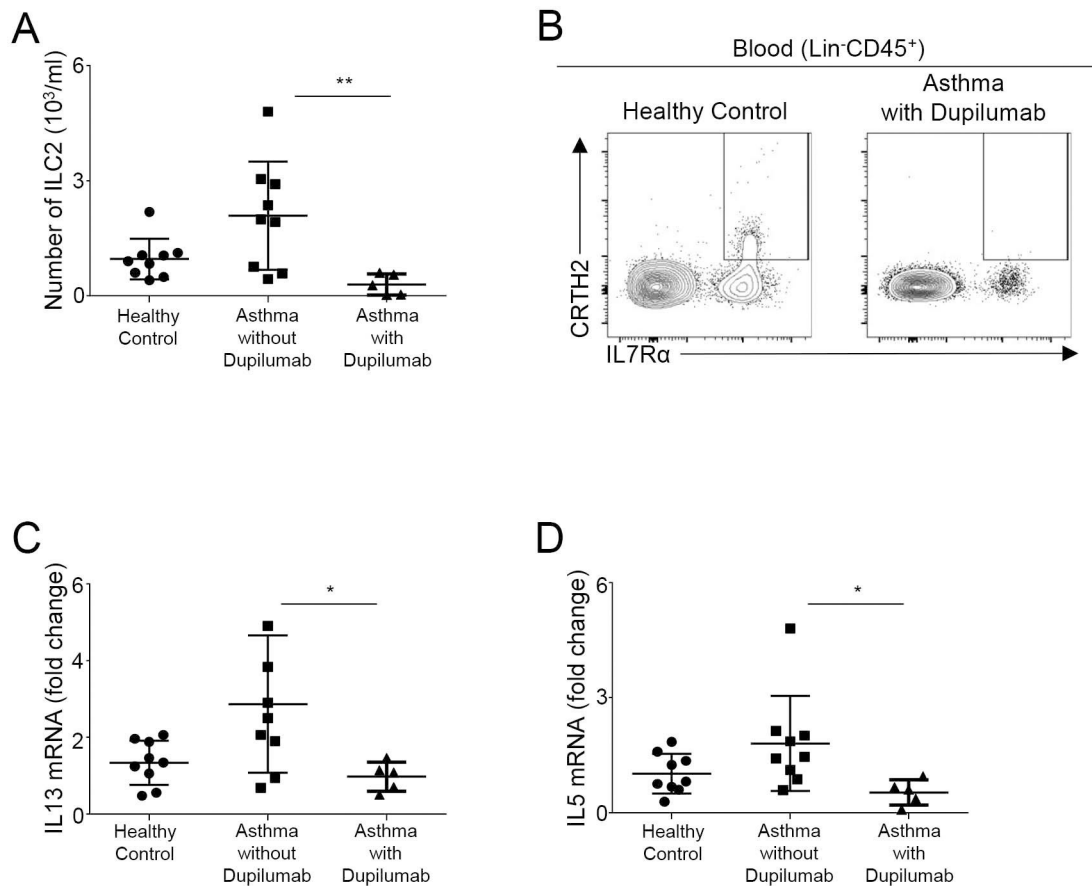 A
Number of ILC2 (10³/ml)
6
3
0
**
Healthy
Control
Asthma
without
Dupilumab
Asthma
with
Dupilumab
B
Blood (Lin⁻CD45⁺)
Healthy Control
Asthma
with Dupilumab
CRTH2
IL7Rα
C
IL13 mRNA (fold change)
6
4
2
0
*
Healthy
Control
Asthma
without
Dupilumab
Asthma
with
Dupilumab
D
IL5 mRNA (fold change)
6
3
0
*
Healthy
Control
Asthma
without
Dupilumab
Asthma
with
Dupilumab